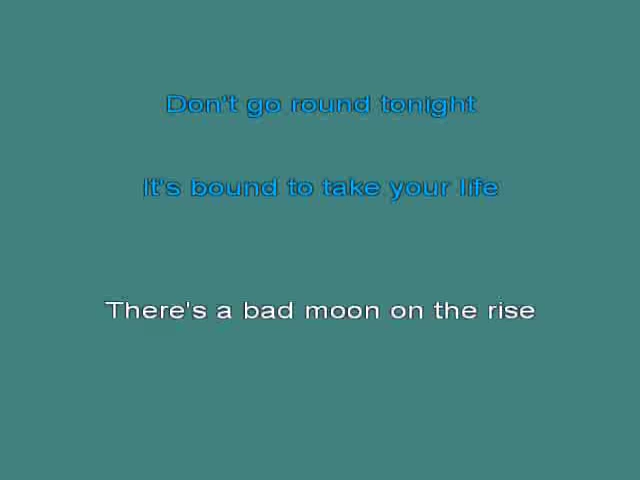 Don't go round tonight
It's bound to take your life
There's a bad moon on the rise